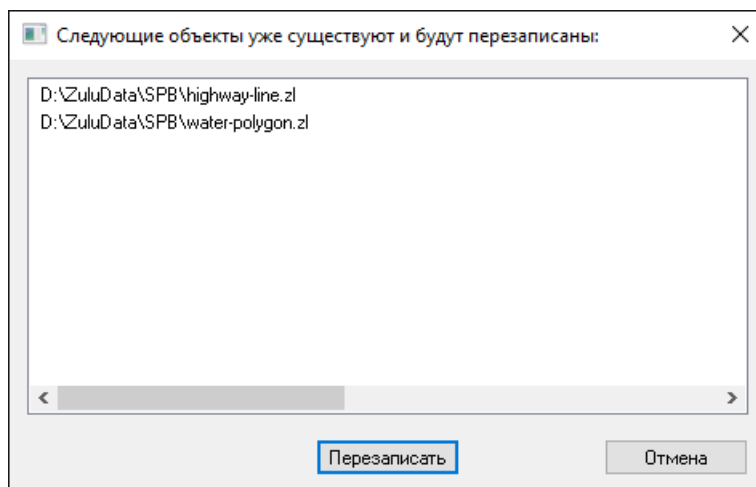 Следующие объекты уже существуют и будут перезаписаны:
D:\ZuluData\SPB\highway-line.zl
D:\ZuluData\SPB\water-polygon.zl
Перезаписать
Отмена